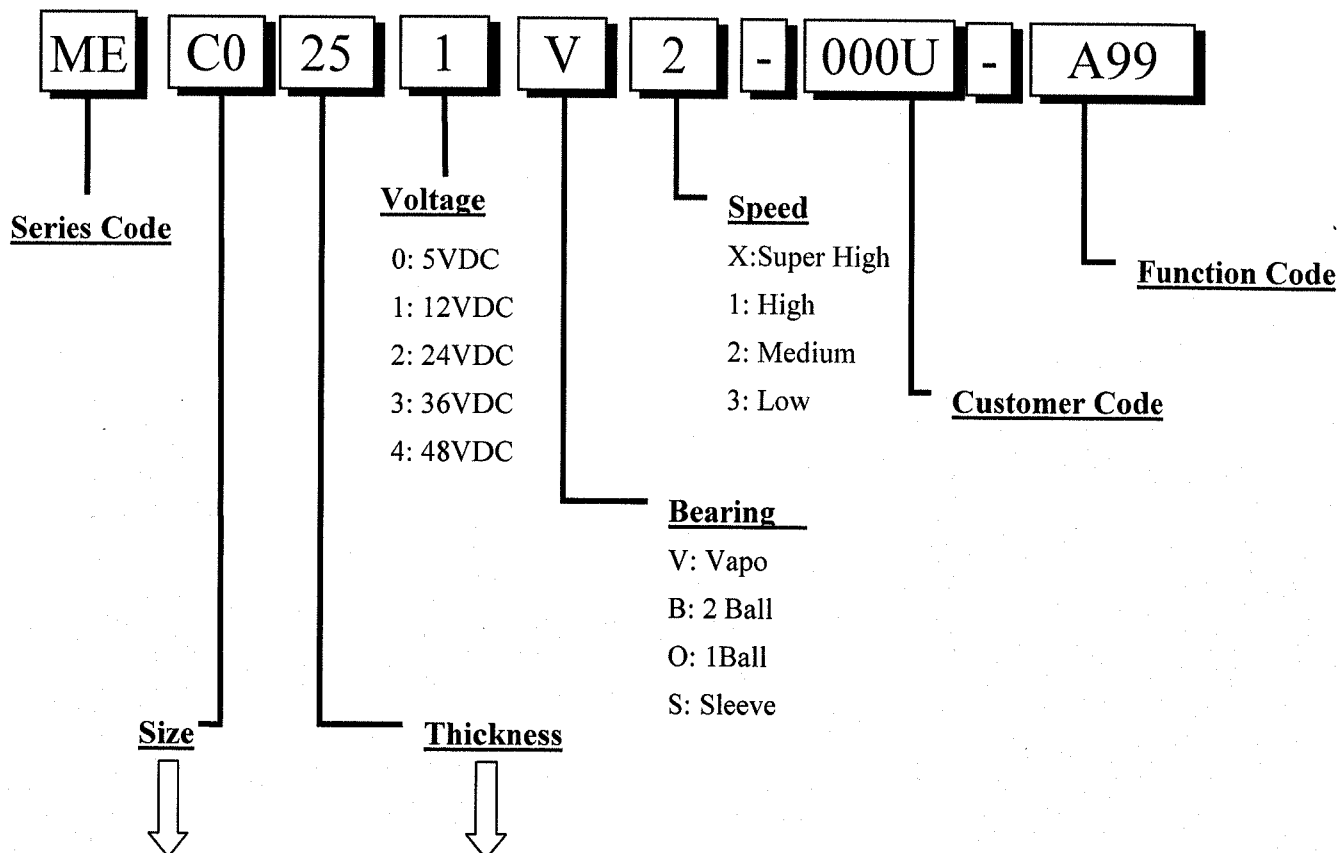 ME C0 25 1 V 2 - 000U - A99
Series Code
Voltage
0: 5VDC
1: 12VDC
2: 24VDC
3: 36VDC
4: 48VDC
Speed
X:Super High
1: High
2: Medium
3: Low
Function Code
Customer Code
Bearing
V: Vapo
B: 2 Ball
O: 1Ball
S: Sleeve
Size
Thickness